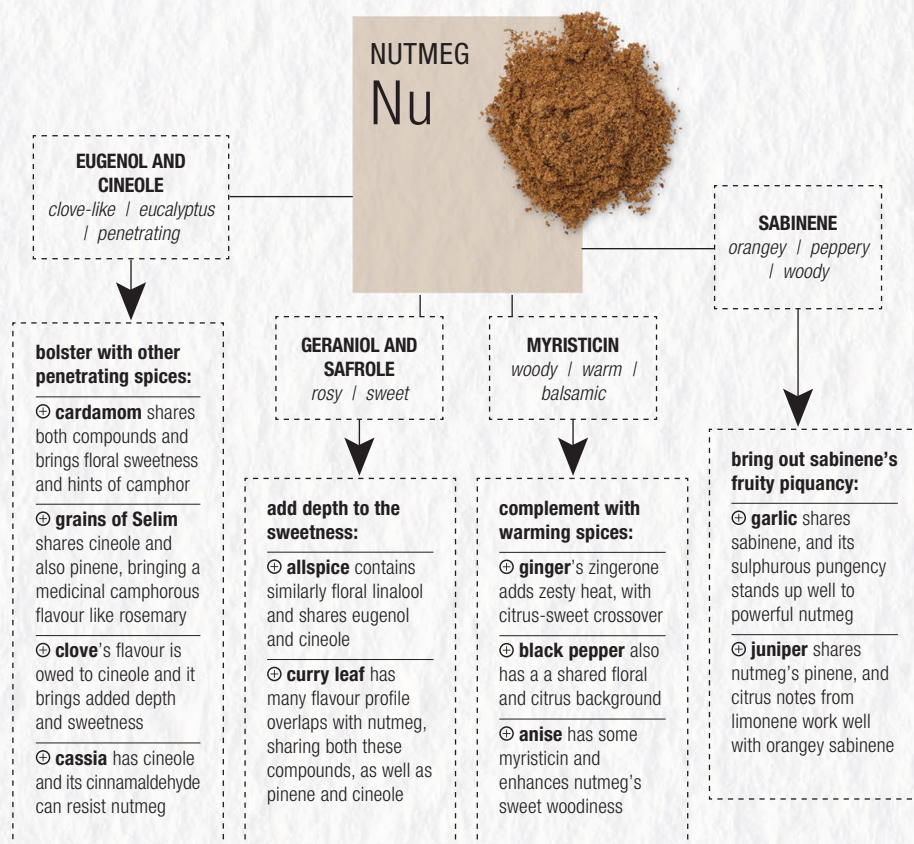 NUTMEG
Nu
EUGENOL AND
CINEOLE
clove-like / eucalyptus
/ penetrating
bolster with other
penetrating spices:
⊕ cardamom shares
both compounds and
brings floral sweetness
and hints of camphor
⊕ grains of Selim
shares cineole and
also pinene, bringing a
medicinal camphorous
flavour like rosemary
⊕ clove's flavour is
owed to cineole and it
brings added depth
and sweetness
⊕ cassia has cineole
and its cinnamaldehyde
can resist nutmeg
GERANIOL AND
SAFROLE
rosy / sweet
add depth to the
sweetness:
⊕ allspice contains
similarly floral linalool
and shares eugenol
and cineole
⊕ curry leaf has
many flavour profile
overlaps with nutmeg,
sharing both these
compounds, as well as
pinene and cineole
MYRISTICIN
woody / warm /
balsamic
complement with
warming spices:
⊕ ginger's zingerone
adds zesty heat, with
citrus-sweet crossover
⊕ black pepper also
has a a shared floral
and citrus background
⊕ anise has some
myristicin and
enhances nutmeg's
sweet woodiness
SABINENE
orangey / peppery
/ woody
bring out sabinene's
fruity piquancy:
⊕ garlic shares
sabinene, and its
sulphurous pungency
stands up well to
powerful nutmeg
⊕ juniper shares
nutmeg's pinene, and
citrus notes from
limonene work well
with orangey sabinene